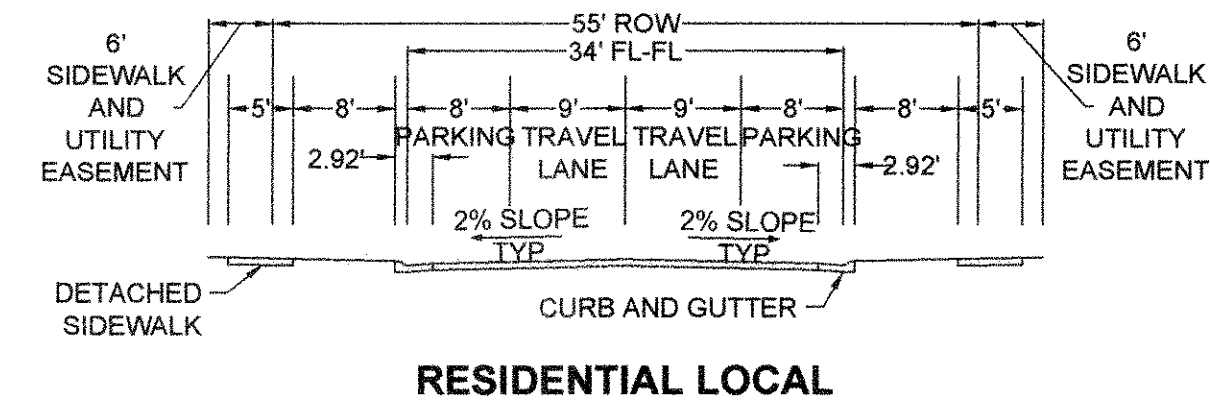 55' ROW
34' FL-FL
6'
SIDEWALK
AND
UTILITY
EASEMENT
6'
SIDEWALK
AND
UTILITY
EASEMENT
5' 8' 8' 9' 9' 8' 8' 5'
PARKING TRAVEL TRAVEL PARKING
LANE LANE
2.92' 2.92'
2% SLOPE 2% SLOPE
TYP TYP
DETACHED
SIDEWALK
CURB AND GUTTER
RESIDENTIAL LOCAL